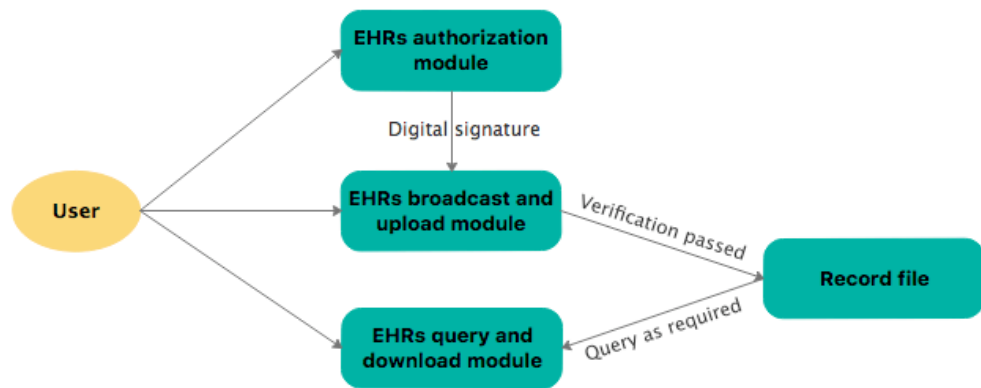 EHRs authorization
module
Digital signature
User
EHRs broadcast and
upload module
Verification passed
Record file
Query as required
EHRs query and
download module